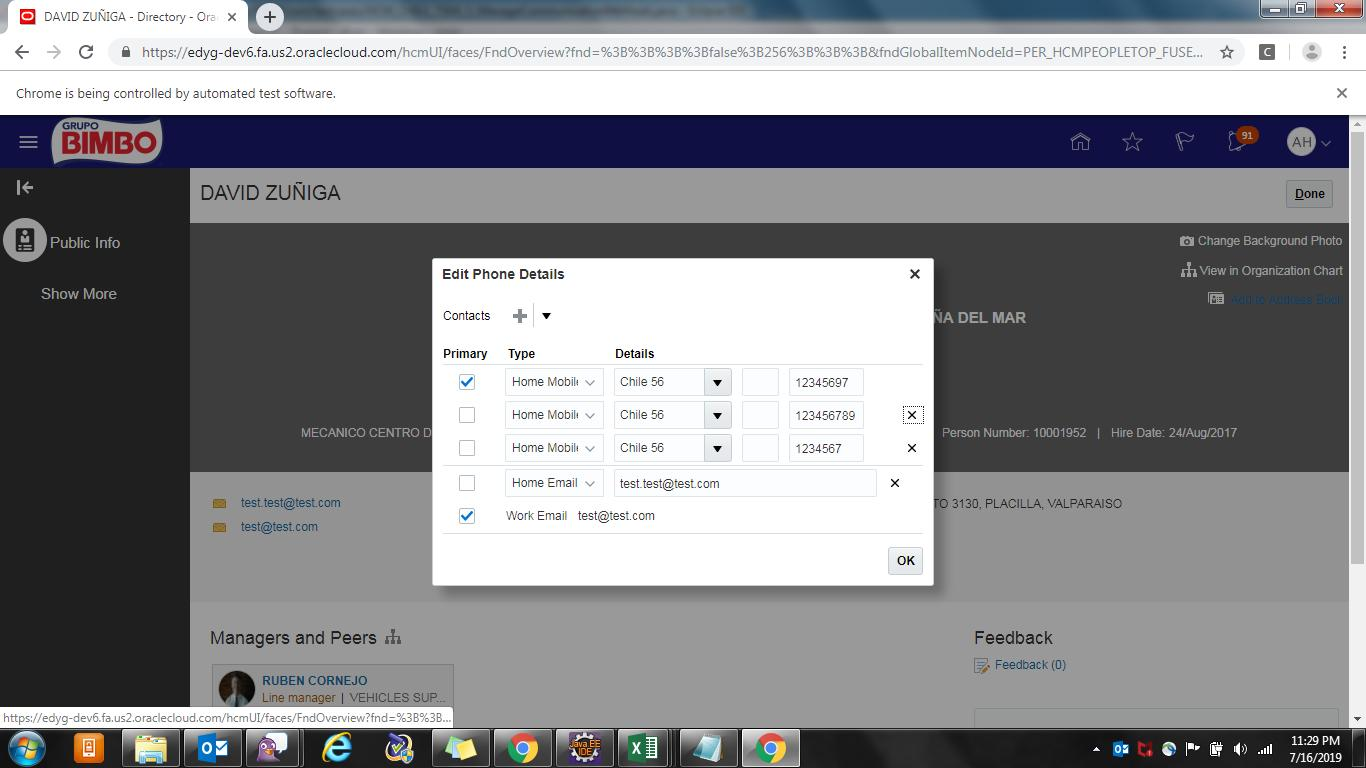 DAVID ZUÑIGA - Directory - Ora
https://edyg-dev6.fa.us2.oraclecloud.com/hcmUI/faces/FndOverview?fnd=%3B%3B%3B%3Bfalse%3B256%3B%3B%3B&fndGlobalItemNodeId=PER_HCMPEOPLETOP_FUSE...
C
Chrome is being controlled by automated test software.
GRUPO
BIMBO
91
AH
DAVID ZUÑIGA
Done
Public Info
Show More
Change Background Photo
View in Organization Chart
Add to Address Book
ÑA DEL MAR
MECANICO CENTRO D
Person Number: 10001952 | Hire Date: 24/Aug/2017
Edit Phone Details
Contacts
Primary Type Details
Home Mobile Chile 56 12345697
Home Mobile Chile 56 123456789
Home Mobile Chile 56 1234567
Home Email test.test@test.com
Work Email test@test.com
OK
test.test@test.com
test@test.com
TO 3130, PLACILLA, VALPARAISO
Managers and Peers
RUBEN CORNEJO
Line manager | VEHICLES SUP...
Feedback
Feedback (0)
https://edyg-dev6.fa.us2.oraclecloud.com/hcmUI/faces/FndOverview?fnd=%3B%3B...
Java EE
IDE
11:29 PM
7/16/2019